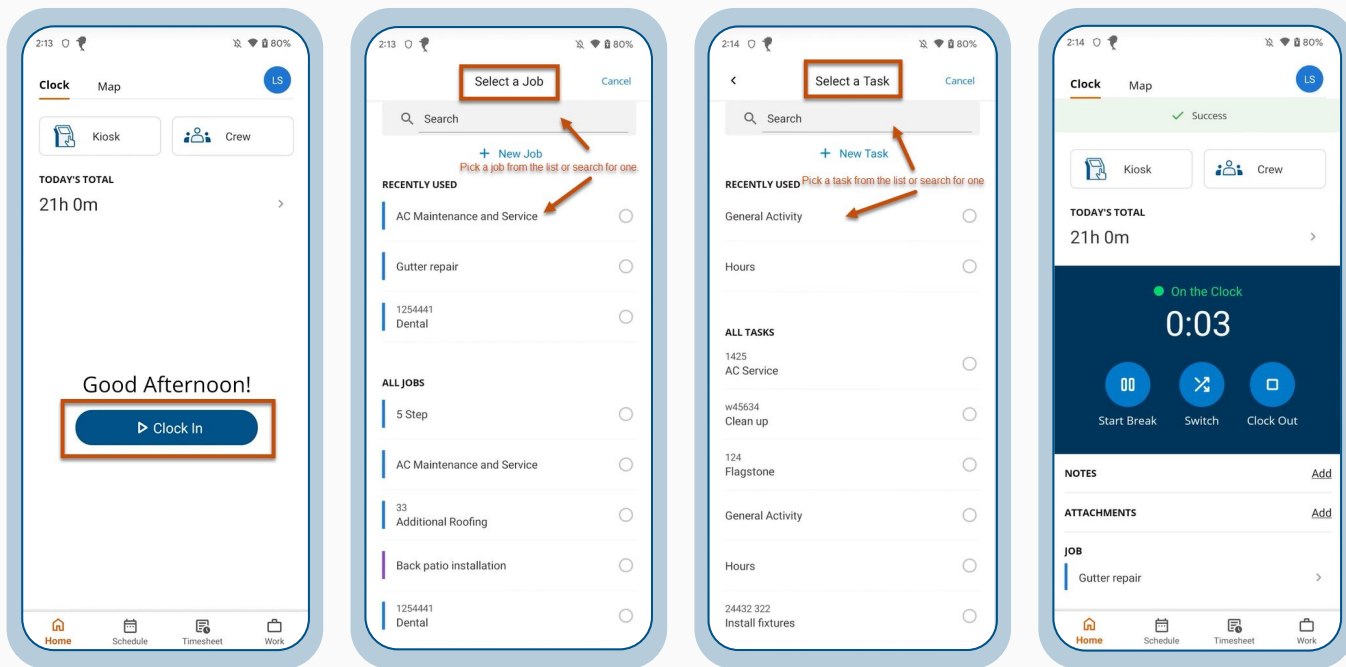 2:13
80%
Clock
Map
LS
Kiosk
Crew
TODAY'S TOTAL
21h 0m
Good Afternoon!
Clock In
Home
Schedule
Timesheet
Work
2:13
80%
Select a Job
Cancel
Search
+ New Job
Pick a job from the list or search for one.
RECENTLY USED
AC Maintenance and Service
Gutter repair
1254441
Dental
ALL JOBS
5 Step
AC Maintenance and Service
33
Additional Roofing
Back patio installation
1254441
Dental
2:14
80%
Select a Task
Cancel
Search
+ New Task
Pick a task from the list or search for one
RECENTLY USED
General Activity
Hours
ALL TASKS
1425
AC Service
w45634
Clean up
124
Flagstone
General Activity
Hours
24432 322
Install fixtures
2:14
80%
Clock
Map
LS
Success
Kiosk
Crew
TODAY'S TOTAL
21h 0m
On the Clock
0:03
Start Break
Switch
Clock Out
NOTES
Add
ATTACHMENTS
Add
JOB
Gutter repair
Home
Schedule
Timesheet
Work